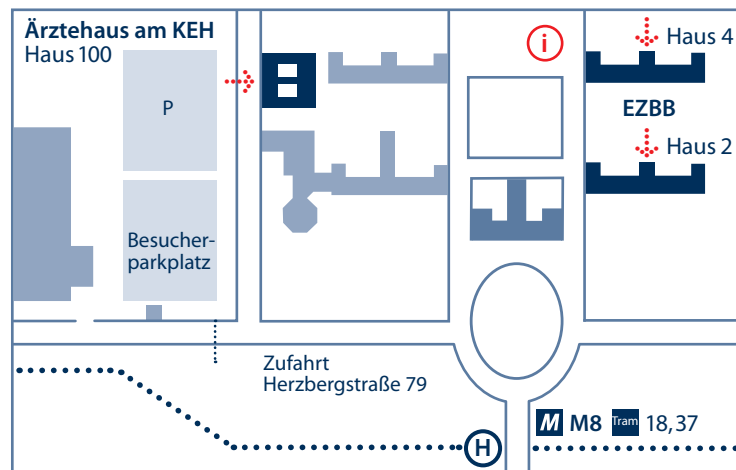 Ärztehaus am KEH
Haus 100
P
Besucher-
parkplatz
i
Haus 4
EZBB
Haus 2
Zufahrt
Herzbergstraße 79
H
M M8 Tram 18,37